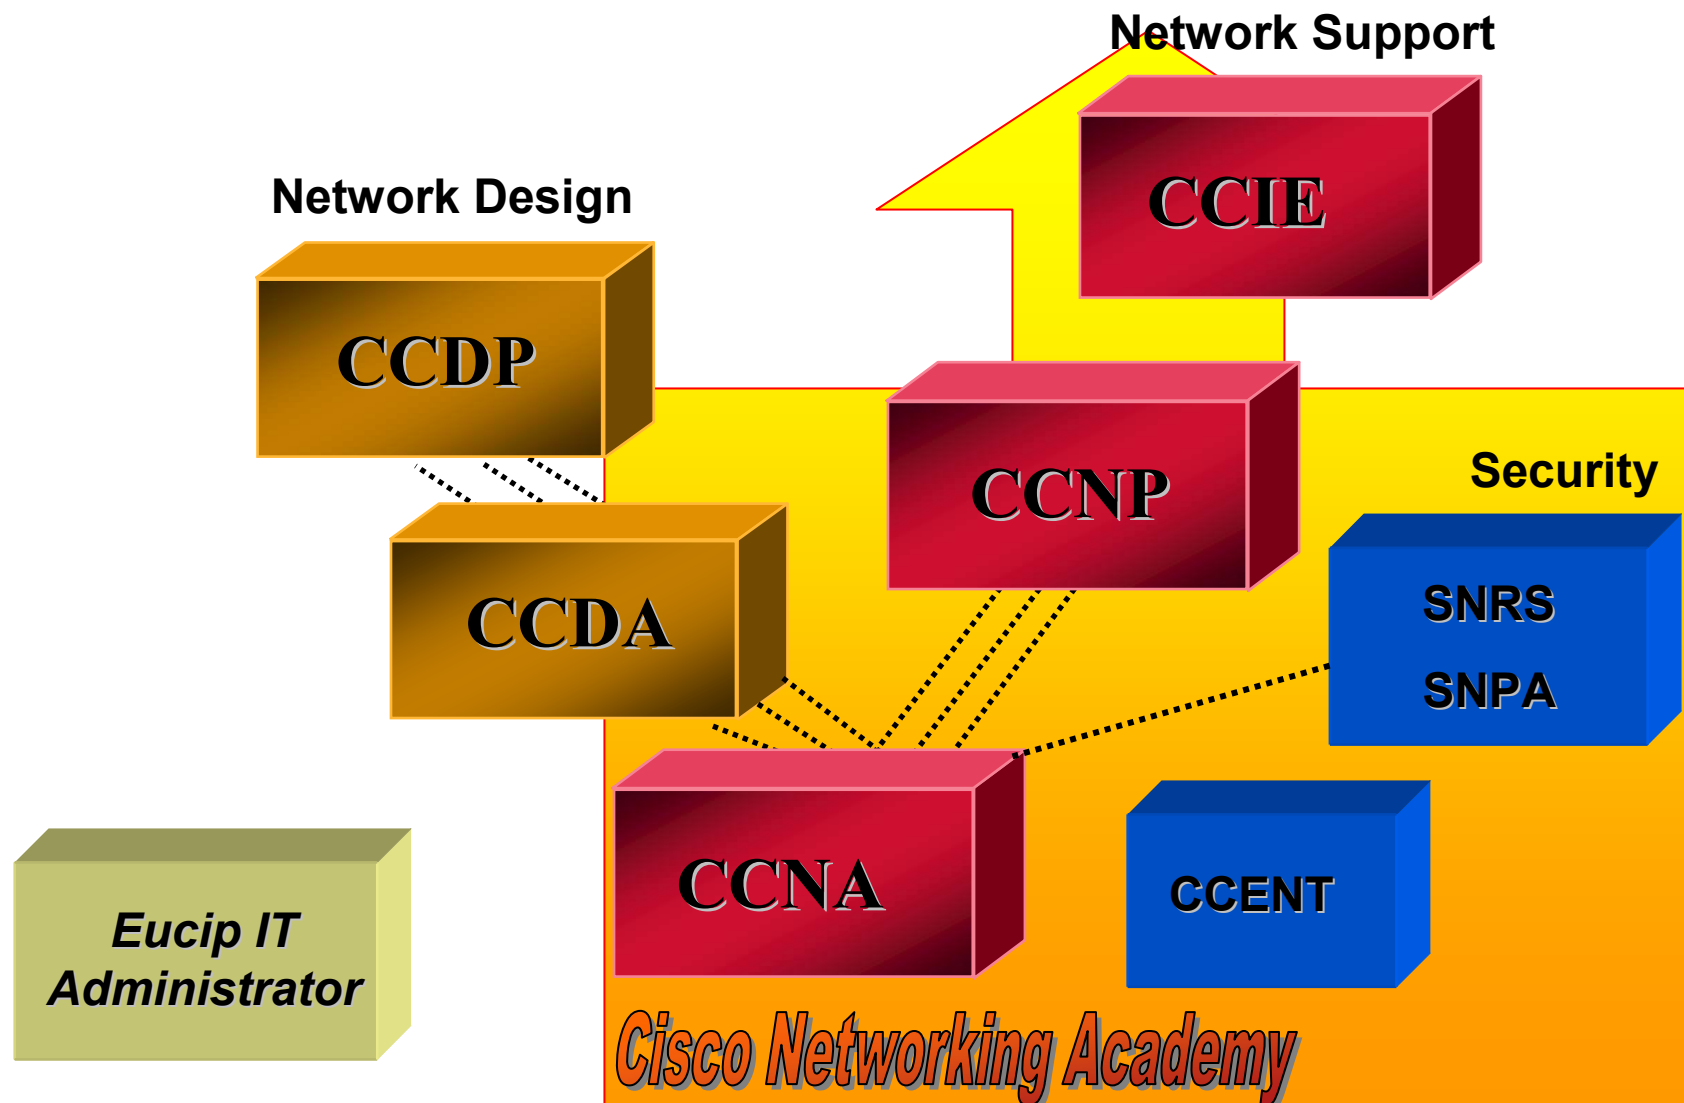 Network Support
CCIE
Network Design
CCDP
CCNP
Security
CCDA
SNRS
SNPA
CCNA
CCENT
Eucip IT
Administrator
Cisco Networking Academy